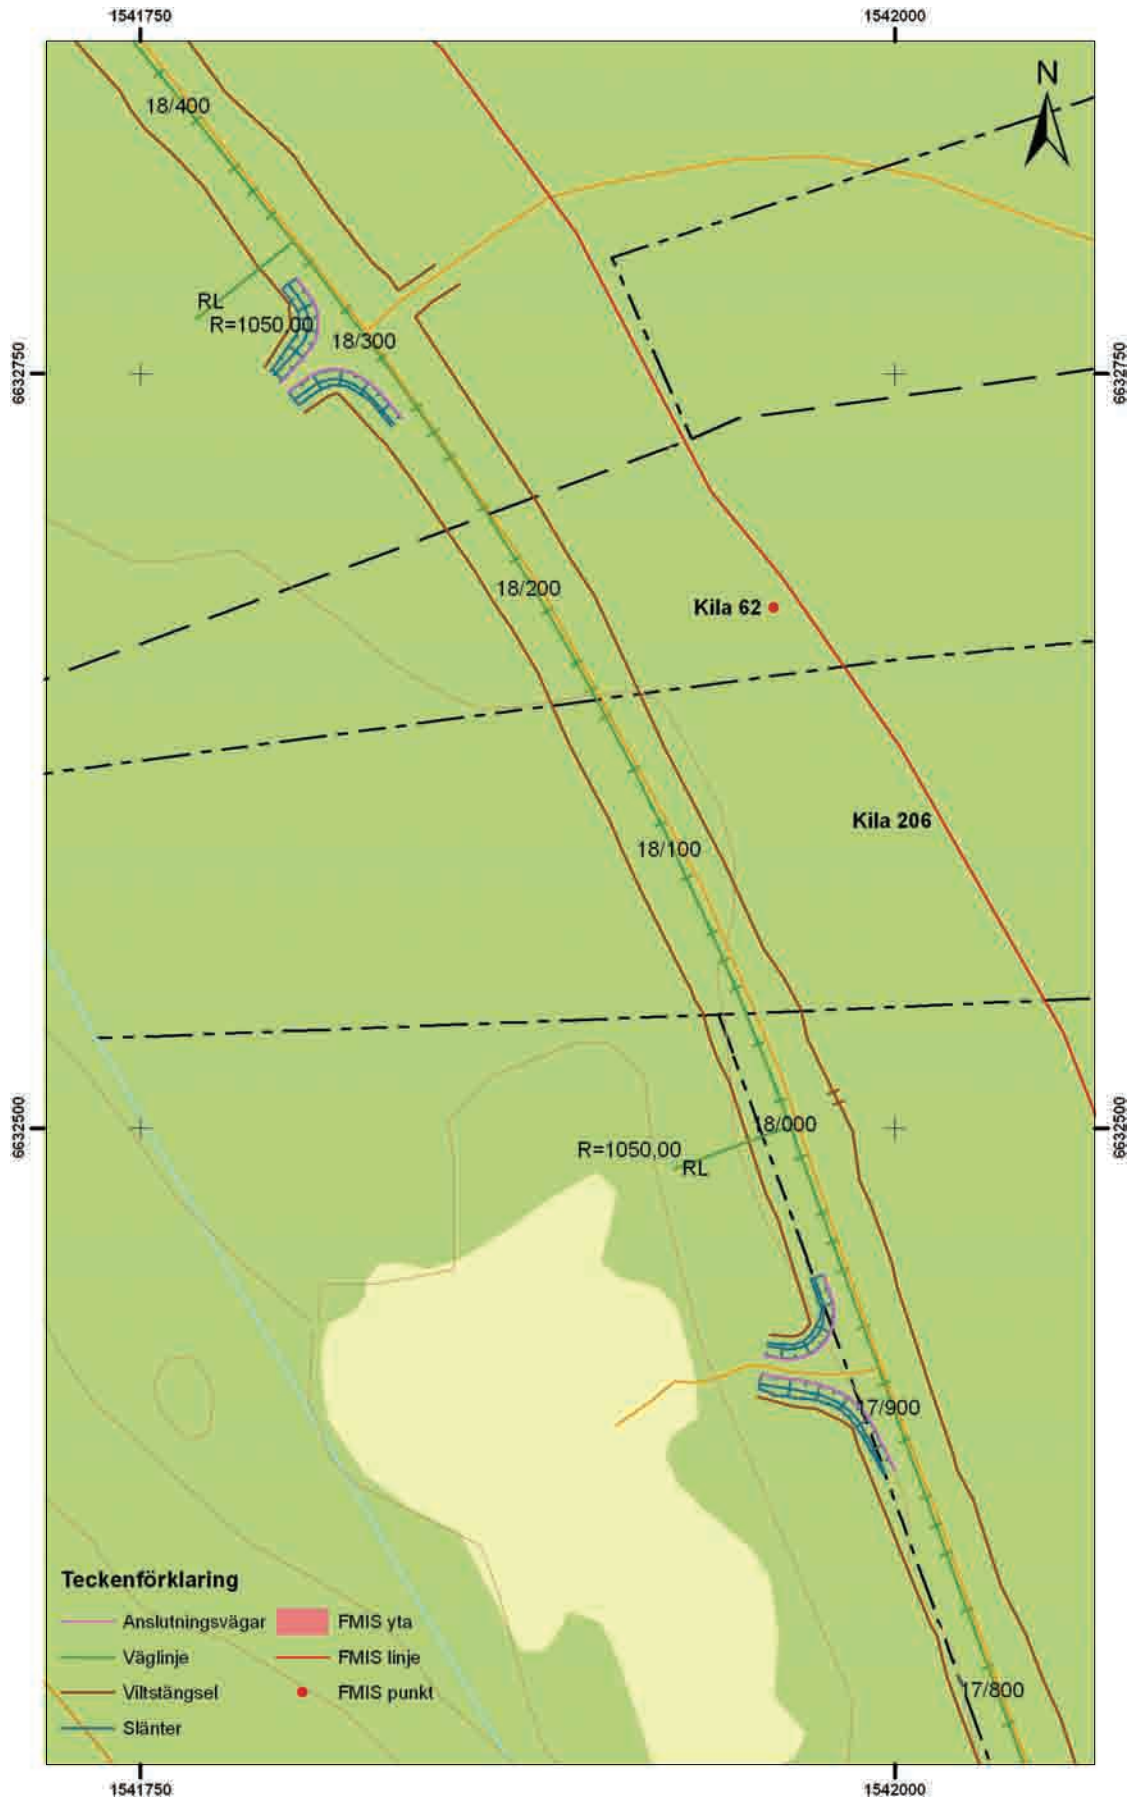 1541750 1542000
N
18/400
RL
R=1050,00
18/300
6632750 6632750
18/200
Kila 62
Kila 206
18/100
6632500 6632500
18/000
R=1050,00
RL
17/900
Teckenförklaring
Anslutningsvägar FMIS yta
Väglinje FMIS linje
Viltstängsel FMIS punkt
Slänter
17/800
1541750 1542000